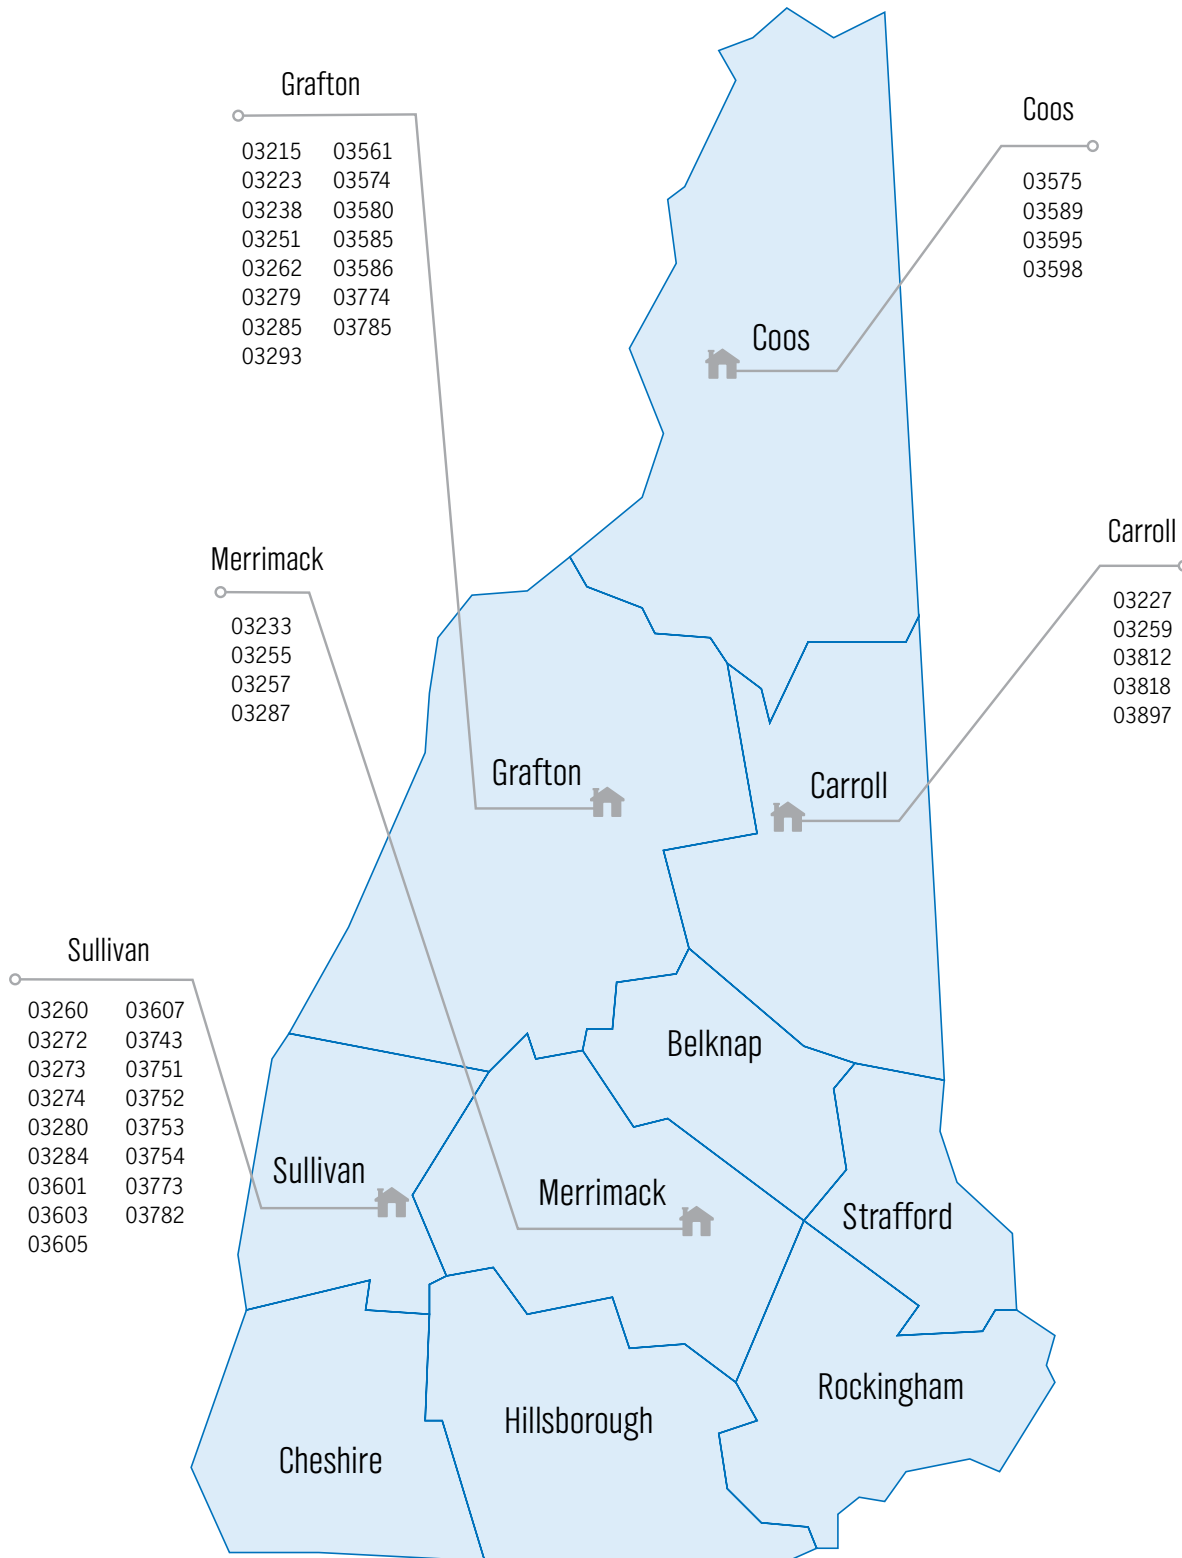 Grafton
03215 03561
03223 03574
03238 03580
03251 03585
03262 03586
03279 03774
03285 03785
03293
Coos
03575
03589
03595
03598
Coos
Merrimack
03233
03255
03257
03287
Carroll
03227
03259
03812
03818
03897
Grafton
Carroll
Sullivan
03260 03607
03272 03743
03273 03751
03274 03752
03280 03753
03284 03754
03601 03773
03603 03782
03605
Belknap
Sullivan
Merrimack
Strafford
Rockingham
Hillsborough
Cheshire